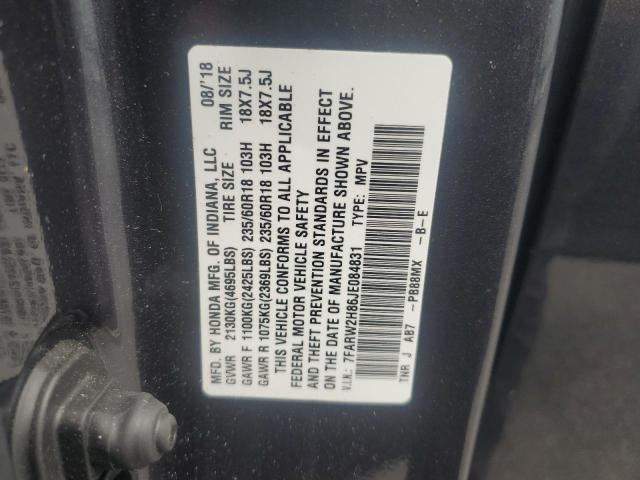 MFD. BY HONDA MFG. OF INDIANA, LLC 08/'18
GVWR 2130KG(4695LBS) TIRE SIZE RIM SIZE
GAWR F 1100KG(2425LBS) 235/60R18 103H 18X7.5J
GAWR R 1075KG(2369LBS) 235/60R18 103H 18X7.5J
THIS VEHICLE CONFORMS TO ALL APPLICABLE
FEDERAL MOTOR VEHICLE SAFETY
AND THEFT PREVENTION STANDARDS IN EFFECT
ON THE DATE OF MANUFACTURE SHOWN ABOVE.
V.I.N.: 7FARW2H86JE084831 TYPE: MPV
TNR J AB7 -PB88MX -B-E